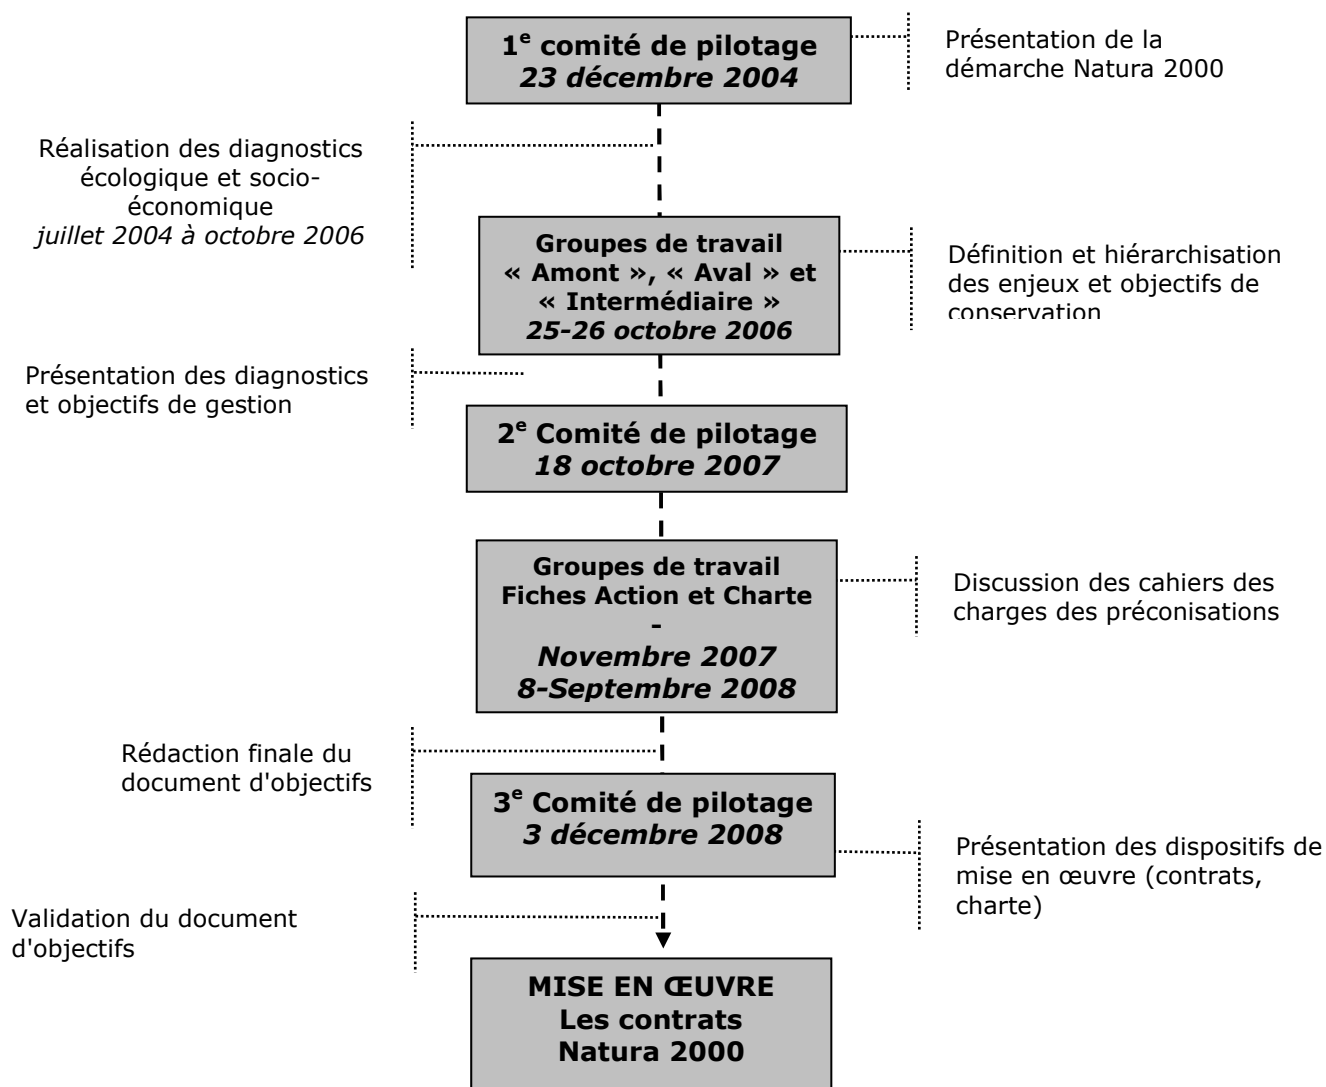 1e comité de pilotage
23 décembre 2004
Présentation de la
démarche Natura 2000
Réalisation des diagnostics
écologique et socio-
économique
juillet 2004 à octobre 2006
Groupes de travail
« Amont », « Aval » et
« Intermédiaire »
25-26 octobre 2006
Définition et hiérarchisation
des enjeux et objectifs de
conservation
Présentation des diagnostics
et objectifs de gestion
2e Comité de pilotage
18 octobre 2007
Groupes de travail
Fiches Action et Charte
-
Novembre 2007
8-Septembre 2008
Discussion des cahiers des
charges des préconisations
Rédaction finale du
document d'objectifs
3e Comité de pilotage
3 décembre 2008
Présentation des dispositifs de
mise en œuvre (contrats,
charte)
Validation du document
d'objectifs
MISE EN ŒUVRE
Les contrats
Natura 2000